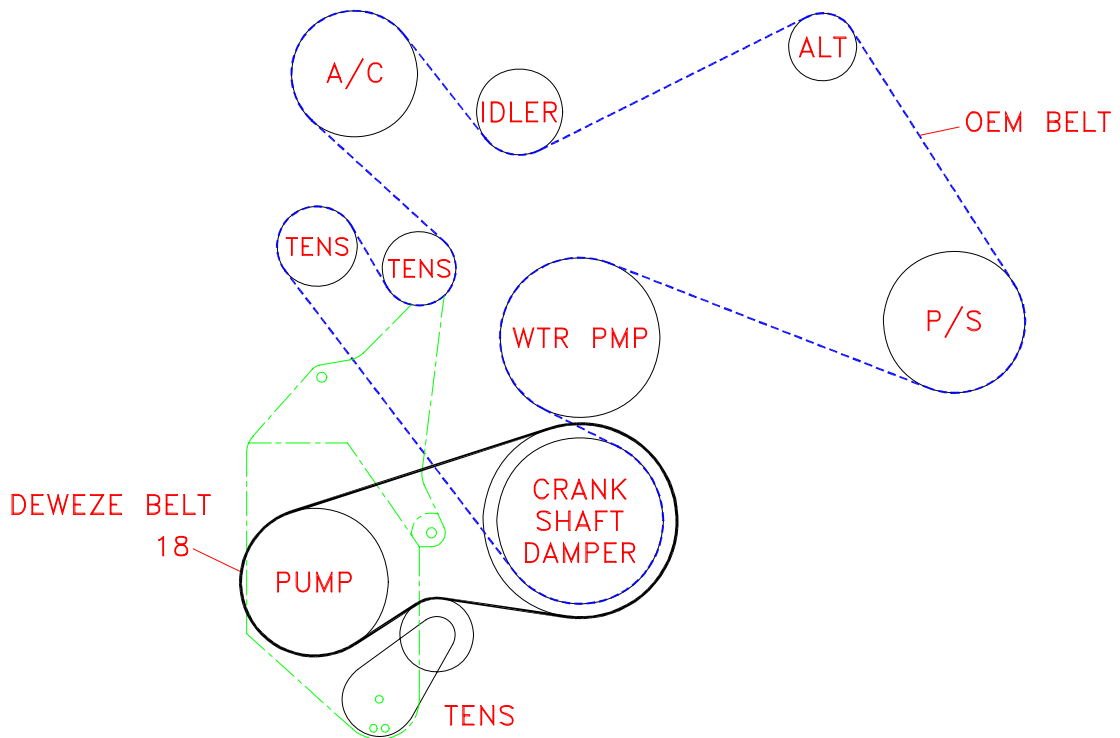 A/C
ALT
IDLER
OEM BELT
TENS
TENS
P/S
WTR PMP
CRANK
SHAFT
DAMPER
DEWEZE BELT
18
PUMP
TENS